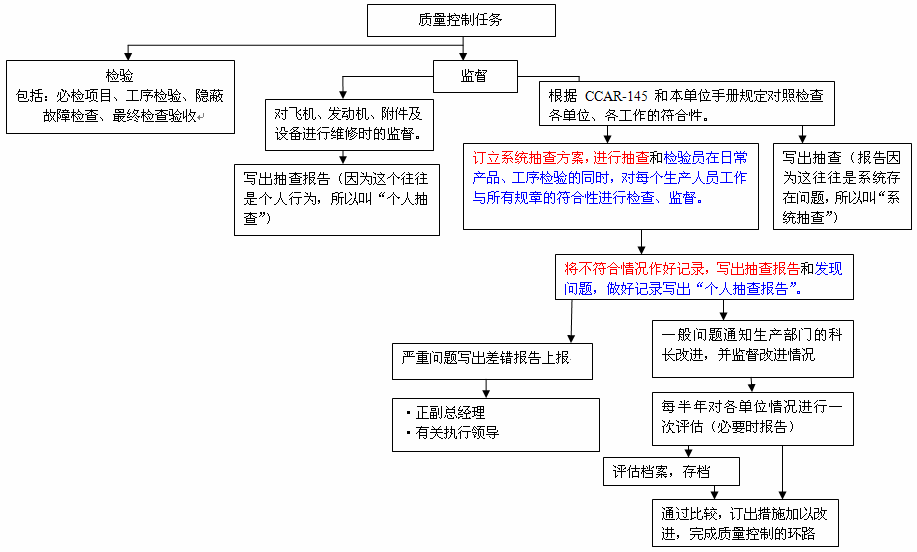 质量控制任务
检验
包括：必检项目、工序检验、隐蔽
故障检查、最终检查验收
监督
对飞机、发动机、附件及
设备进行维修时的监督。
写出抽查报告（因为这个往往
是个人行为，所以叫“个人抽
查”）
根据 CCAR-145 和本单位手册规定对照检查
各单位、各工作的符合性。
订立系统抽查方案，进行抽查和检验员在日常
产品、工序检验的同时，对每个生产人员工作
与所有规章的符合性进行检查、监督。
写出抽查（报告因
为这往往是系统存
在问题，所以叫“系
统抽查”）
将不符合情况作好记录，写出抽查报告和发现
问题，做好记录写出“个人抽查报告”。
严重问题写出差错报告上报
·正副总经理
·有关执行领导
一般问题通知生产部门的科
长改进，并监督改进情况
每半年对各单位情况进行一
次评估（必要时报告）
评估档案，存档
通过比较，订出措施加以改
进，完成质量控制的环路